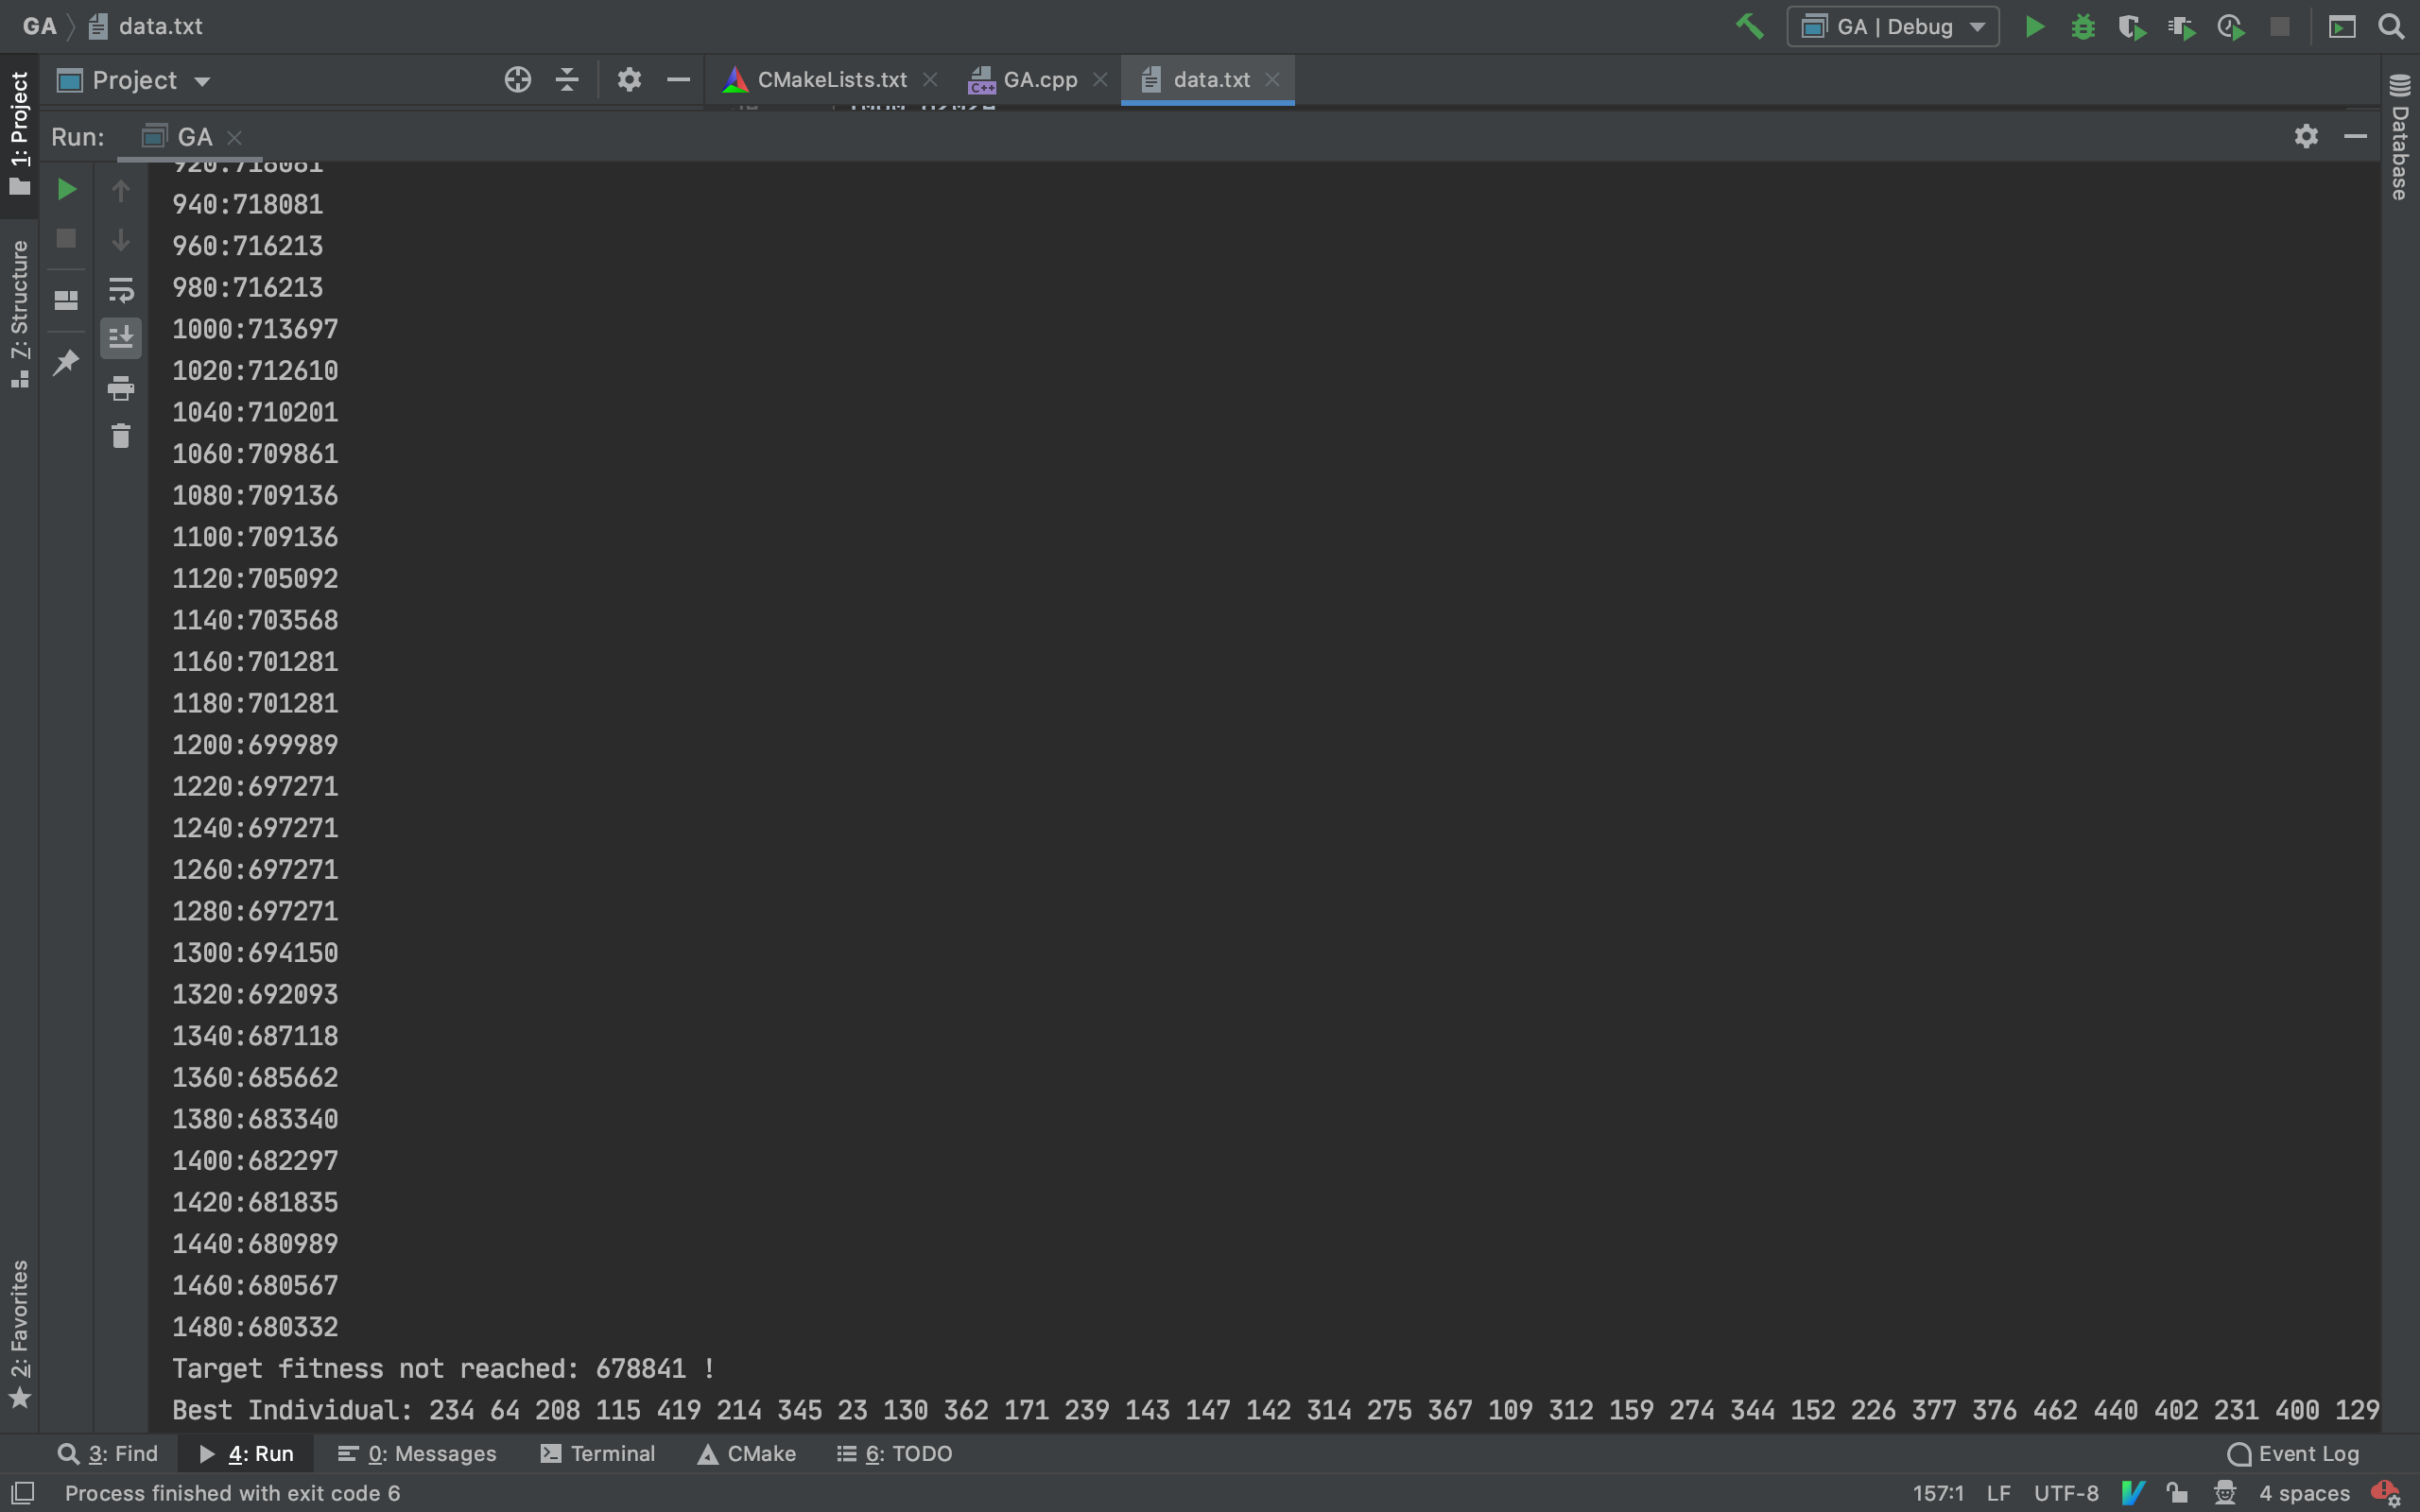 GA data.txt GA | Debug
Project CMakeLists.txt GA.cpp data.txt
1: Project
7: Structure
2: Favorites
Database
Run: GA
940:718081
960:716213
980:716213
1000:713697
1020:712610
1040:710201
1060:709861
1080:709136
1100:709136
1120:705092
1140:703568
1160:701281
1180:701281
1200:699989
1220:697271
1240:697271
1260:697271
1280:697271
1300:694150
1320:692093
1340:687118
1360:685662
1380:683340
1400:682297
1420:681835
1440:680989
1460:680567
1480:680332
Target fitness not reached: 678841 !
Best Individual: 234 64 208 115 419 214 345 23 130 362 171 239 143 147 142 314 275 367 109 312 159 274 344 152 226 377 376 462 440 402 231 400 129
3: Find 4: Run 0: Messages Terminal CMake 6: TODO Event Log
Process finished with exit code 6 157:1 LF UTF-8 4 spaces